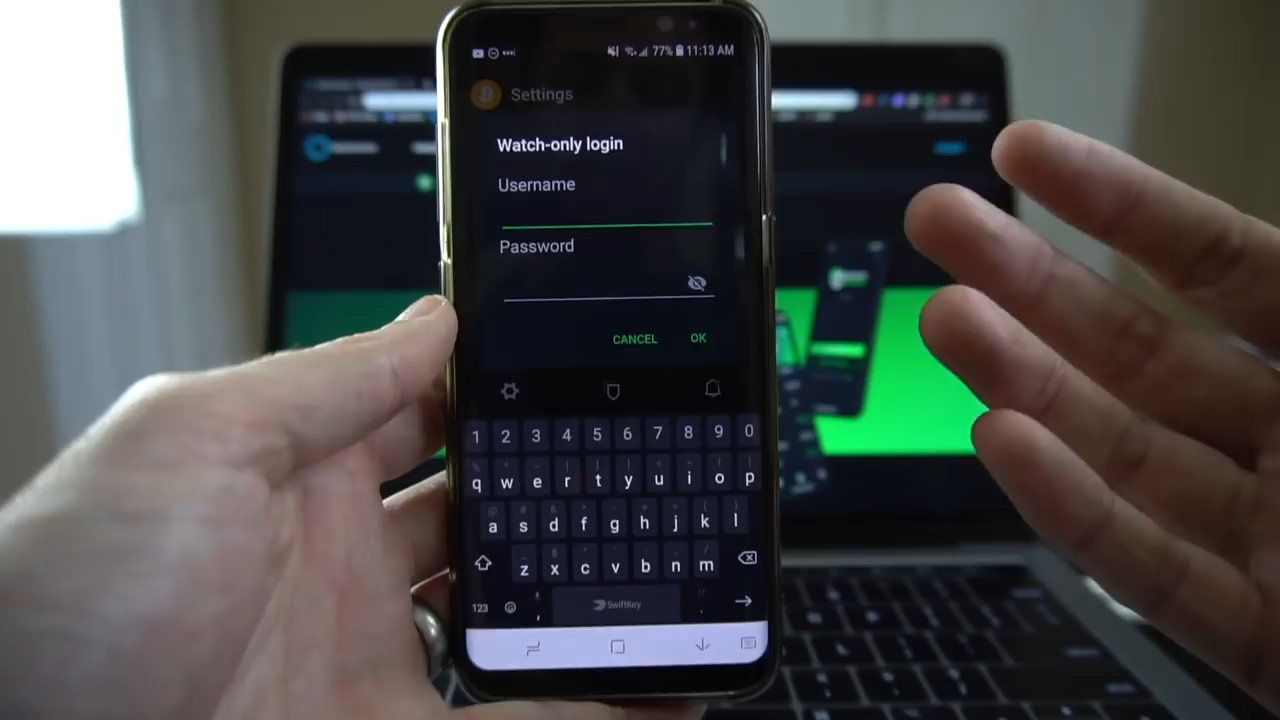 77% 11:13 AM
Settings
Watch-only login
Username
Password
CANCEL OK
1 2 3 4 5 6 7 8 9 0
q w e r t y u i o p
a s d f g h j k l
z x c v b n m
123 SwiftKey